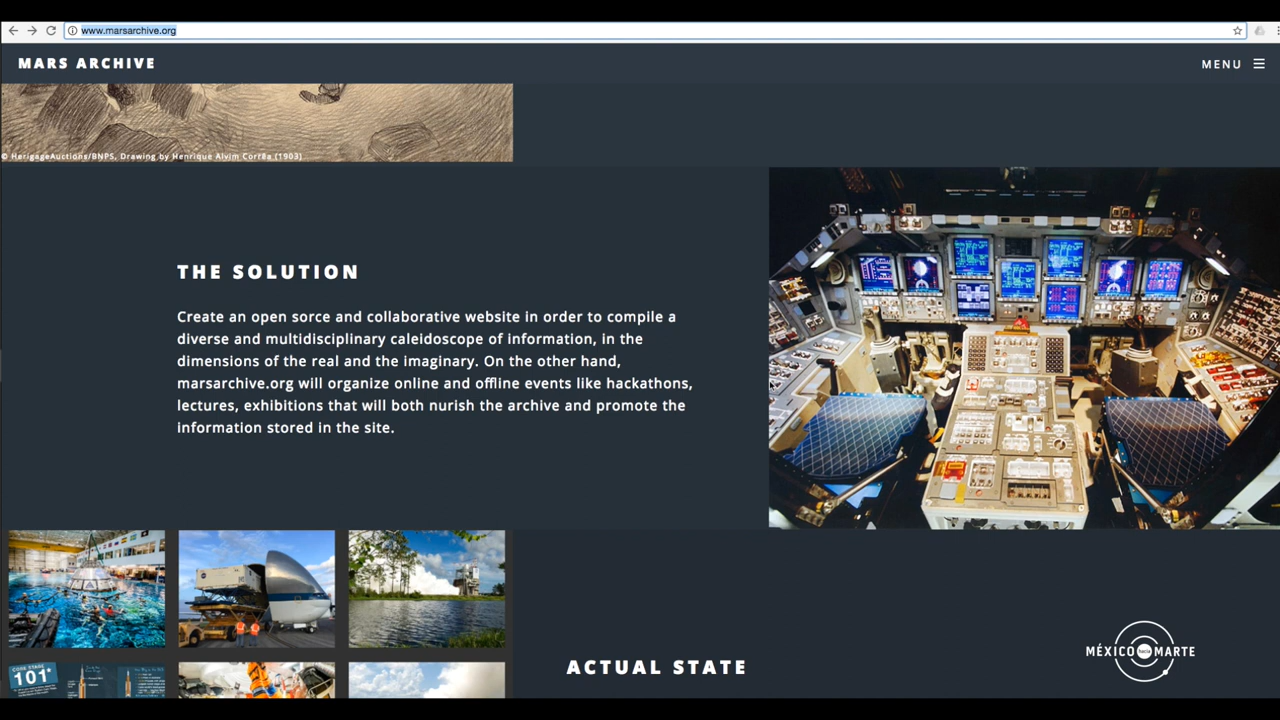 www.marsarchive.org
MARS ARCHIVE
MENU
© HerigageAuctions/BNPS, Drawing by Henrique Alvim Corrêa (1903)
THE SOLUTION
Create an open sorce and collaborative website in order to compile a
diverse and multidisciplinary caleidoscope of information, in the
dimensions of the real and the imaginary. On the other hand,
marsarchive.org will organize online and offline events like hackathons,
lectures, exhibitions that will both nurish the archive and promote the
information stored in the site.
101
ACTUAL STATE
MÉXICO HACIA MARTE